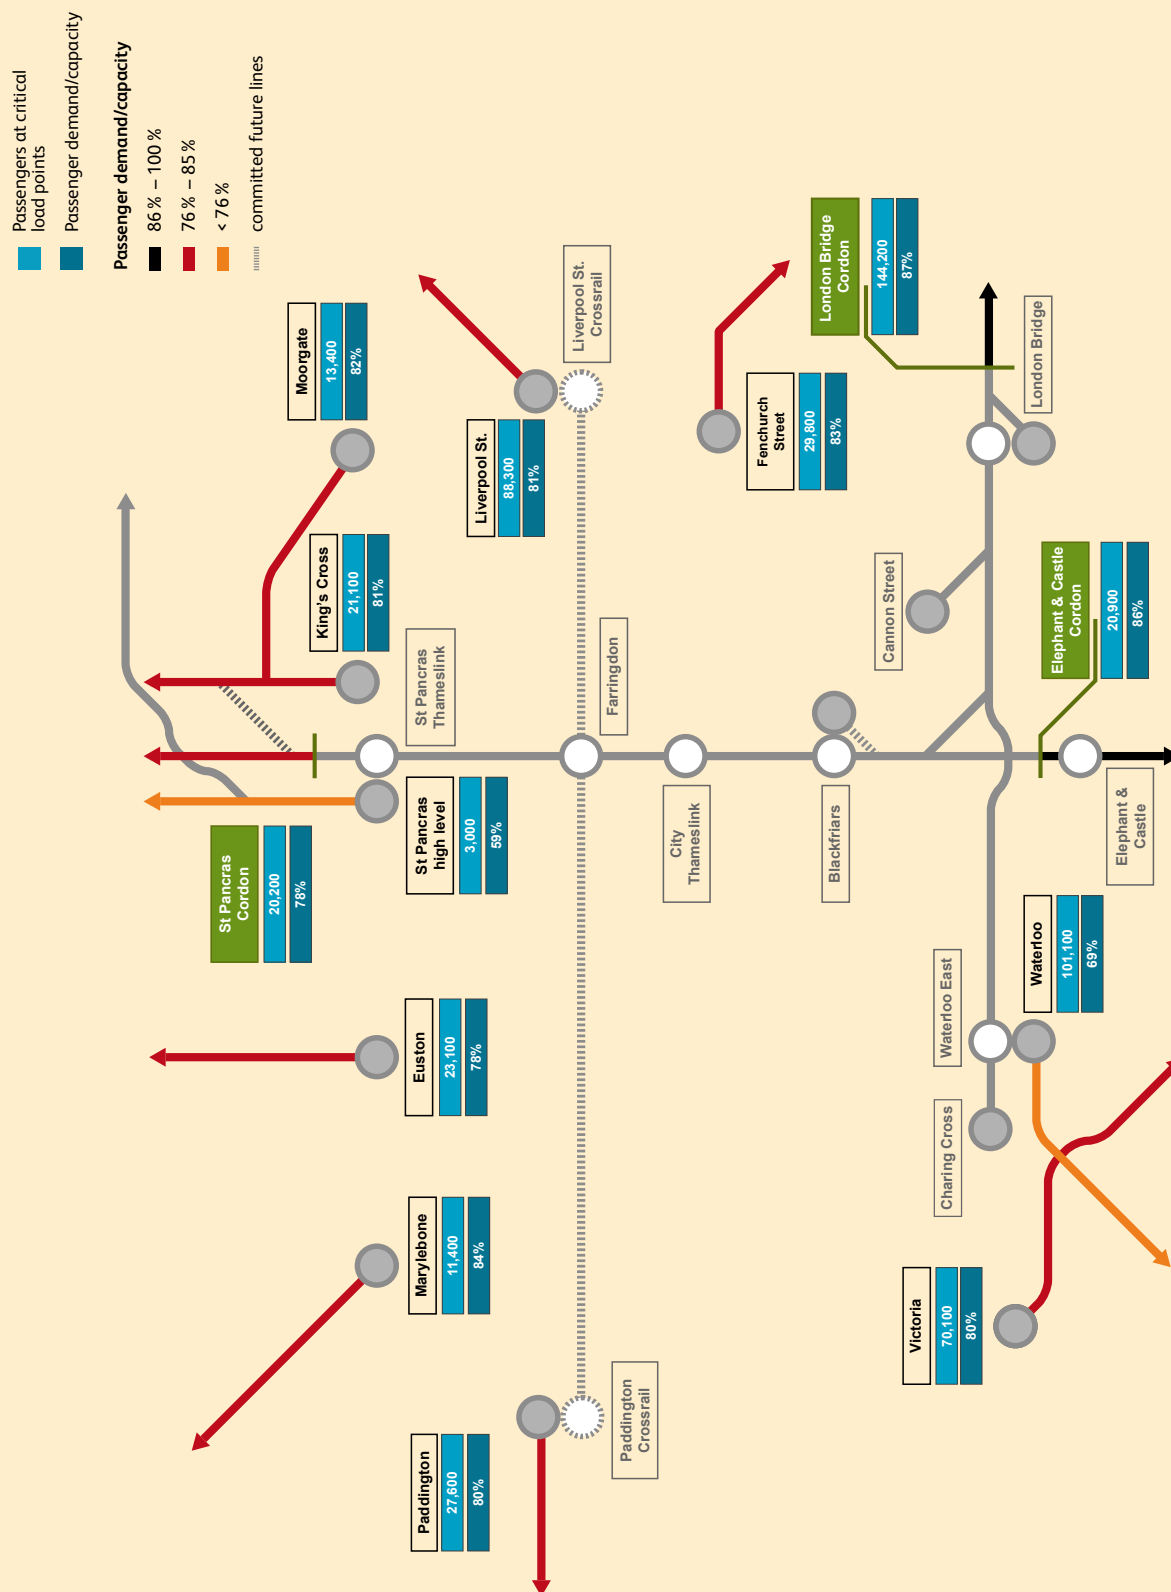 Passengers at critical
load points
Passenger demand/capacity
Passenger demand/capacity
86% – 100%
76% – 85%
< 76%
committed future lines
Paddington
27,600
80%
Marylebone
11,400
84%
Euston
23,100
78%
St Pancras
Cordon
20,200
78%
St Pancras
high level
3,000
59%
St Pancras
Thameslink
King's Cross
21,100
81%
Moorgate
13,400
82%
Liverpool St.
88,300
81%
Liverpool St.
Crossrail
Paddington
Crossrail
Farringdon
City
Thameslink
Blackfriars
Cannon Street
Fenchurch
Street
29,800
83%
London Bridge
Cordon
144,200
87%
London Bridge
Elephant & Castle
Cordon
20,900
86%
Elephant &
Castle
Victoria
70,100
80%
Charing Cross
Waterloo East
Waterloo
101,100
69%